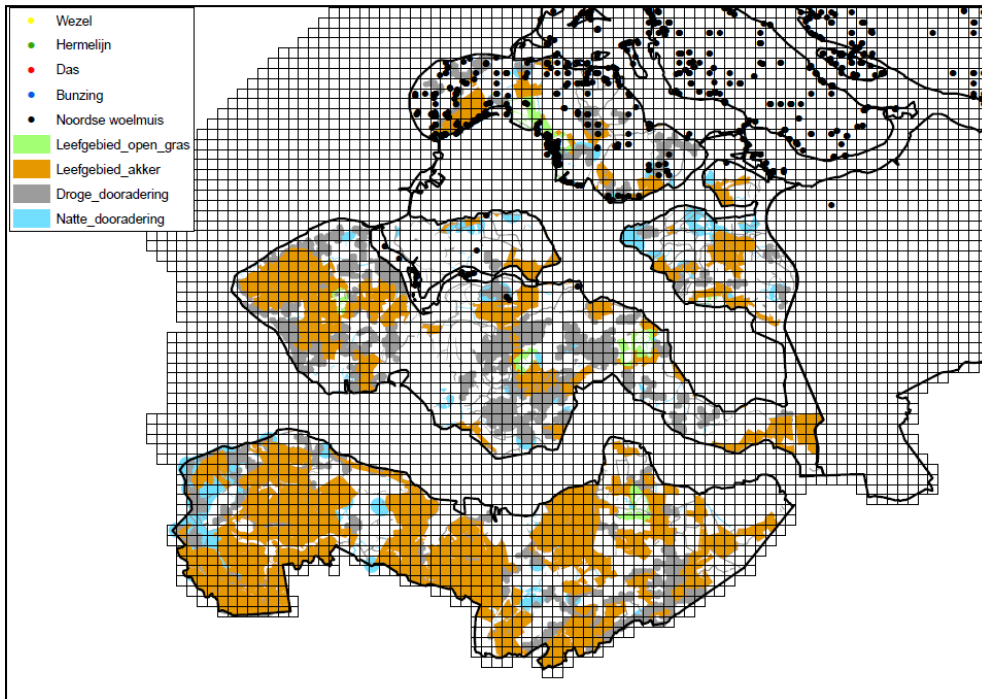 Wezel
Hermelijn
Das
Bunzing
Noordse woelmuis
Leefgebied_open_gras
Leefgebied_akker
Droge_dooradering
Natte_dooradering